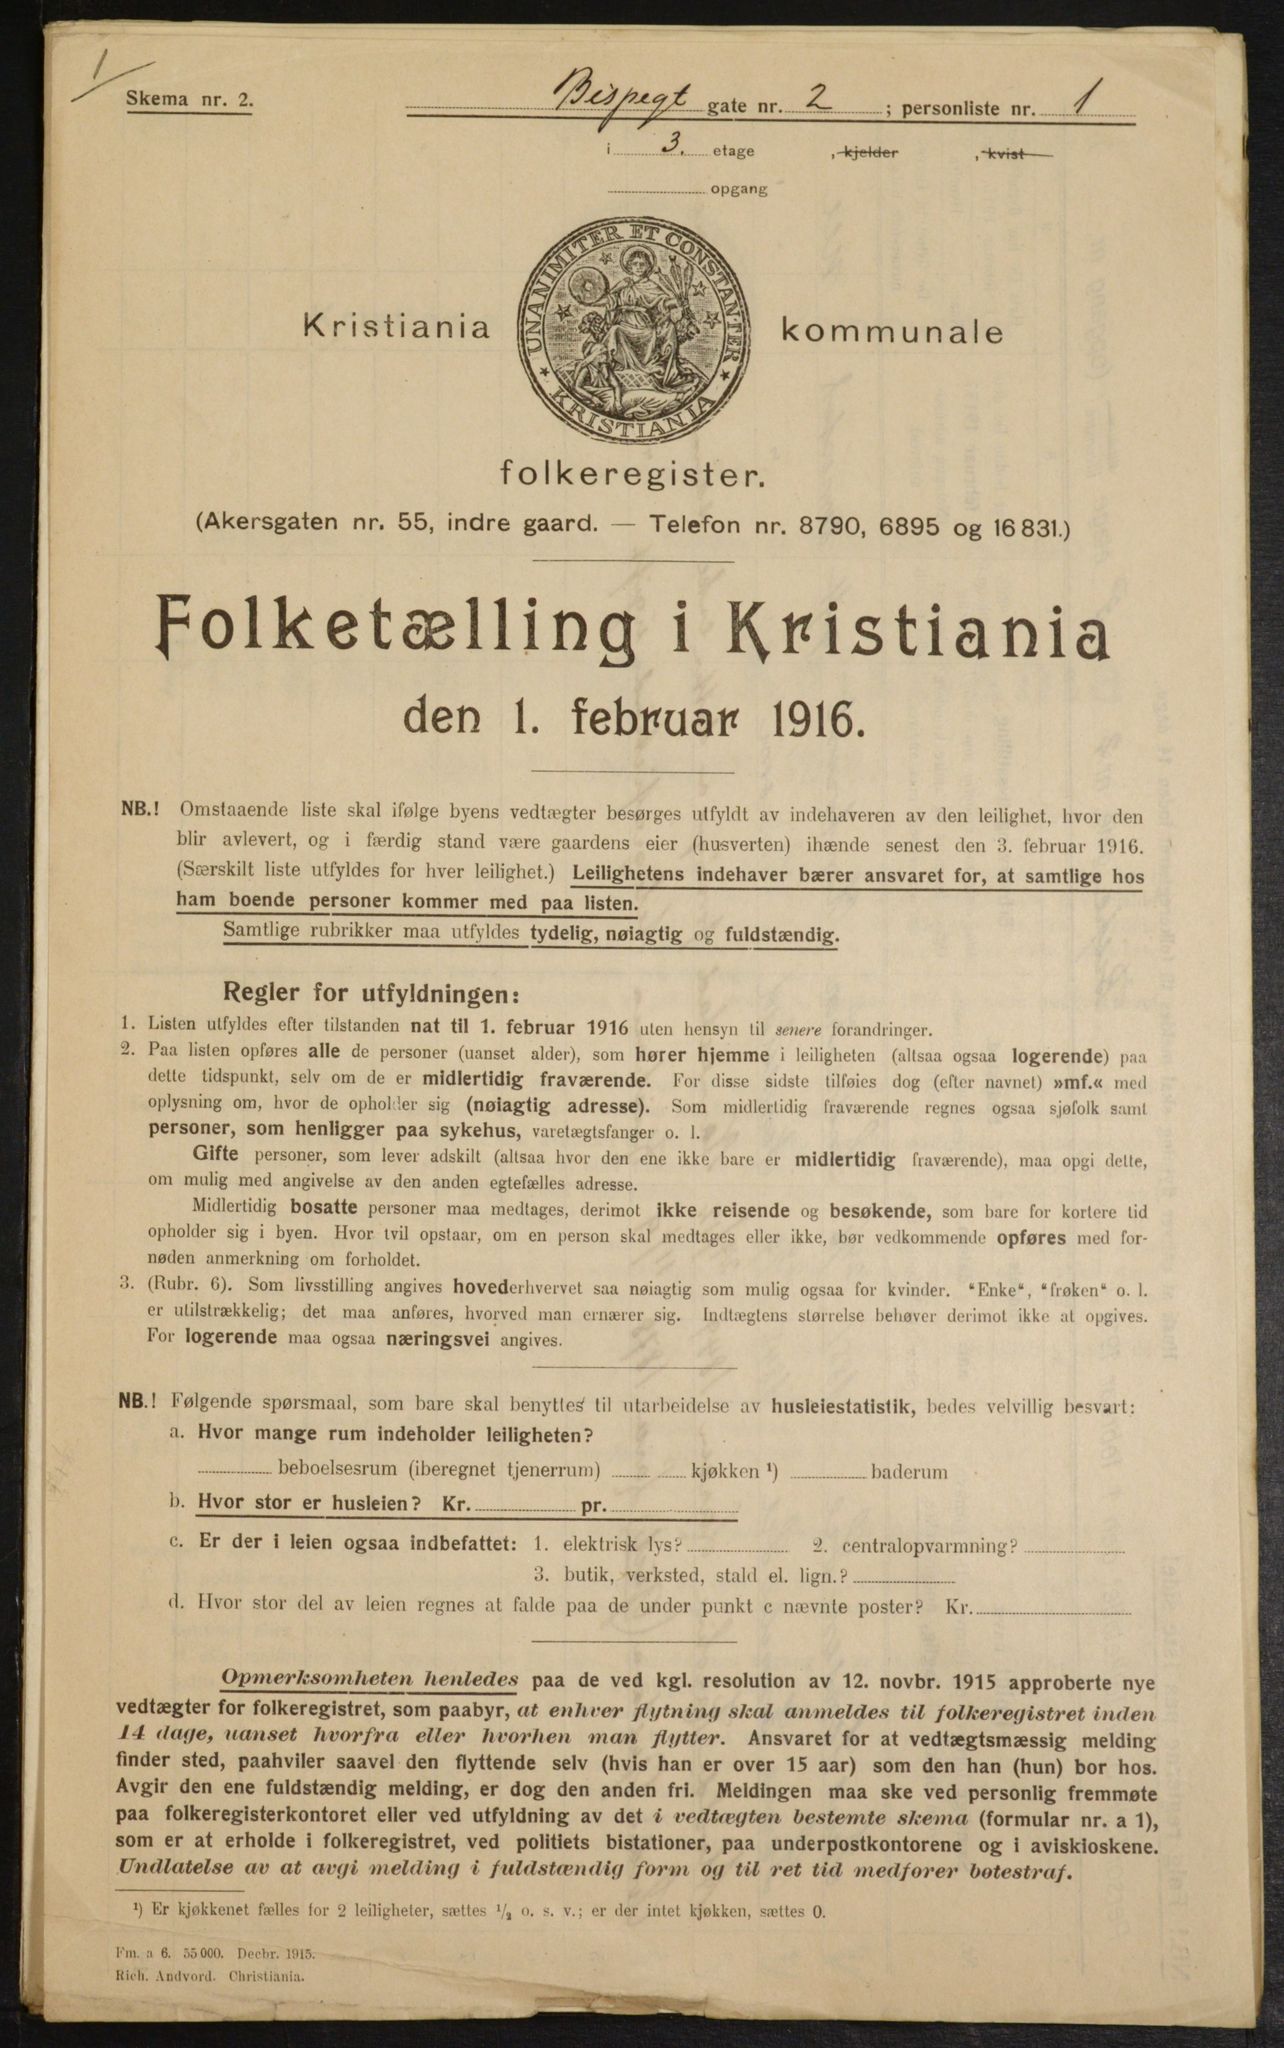 1
Skema nr. 2.
Bispegt gate nr. 2 ; personliste nr. 1
i 3. etage , kjelder , kvist
opgang
UNANIMITER ET CONSTANTER
KRISTIANIA
Kristiania kommunale
folkeregister.
(Akersgaten nr. 55, indre gaard. — Telefon nr. 8790, 6895 og 16 831.)
Folketælling i Kristiania
den 1. februar 1916.
NB.! Omstaaende liste skal ifølge byens vedtægter besørges utfyldt av indehaveren av den leilighet, hvor den
blir avlevert, og i færdig stand være gaardens eier (husverten) ihænde senest den 3. februar 1916.
(Særskilt liste utfyldes for hver leilighet.) Leilighetens indehaver bærer ansvaret for, at samtlige hos
ham boende personer kommer med paa listen.
Samtlige rubrikker maa utfyldes tydelig, nøiagtig og fuldstændig.
Regler for utfyldningen:
1. Listen utfyldes efter tilstanden nat til 1. februar 1916 uten hensyn til senere forandringer.
2. Paa listen opføres alle de personer (uanset alder), som hører hjemme i leiligheten (altsaa ogsaa logerende) paa
dette tidspunkt, selv om de er midlertidig fraværende. For disse sidste tilføies dog (efter navnet) »mf.« med
oplysning om, hvor de opholder sig (nøiagtig adresse). Som midlertidig fraværende regnes ogsaa sjøfolk samt
personer, som henligger paa sykehus, varetægtsfanger o. l.
Gifte personer, som lever adskilt (altsaa hvor den ene ikke bare er midlertidig fraværende), maa opgi dette,
om mulig med angivelse av den anden egtefælles adresse.
Midlertidig bosatte personer maa medtages, derimot ikke reisende og besøkende, som bare for kortere tid
opholder sig i byen. Hvor tvil opstaar, om en person skal medtages eller ikke, bør vedkommende opføres med for-
nøden anmerkning om forholdet.
3. (Rubr. 6). Som livsstilling angives hovederhvervet saa nøiagtig som mulig ogsaa for kvinder. "Enke", "frøken" o. l.
er utilstrækkelig; det maa anføres, hvorved man ernærer sig. Indtægtens størrelse behøver derimot ikke at opgives.
For logerende maa ogsaa næringsvei angives.
NB.! Følgende spørsmaal, som bare skal benyttes til utarbeidelse av husleiestatistik, bedes velvillig besvart:
a. Hvor mange rum indeholder leiligheten?
beboelsesrum (iberegnet tjenerrum) kjøkken ¹) baderum
b. Hvor stor er husleien? Kr. pr.
c. Er der i leien ogsaa indbefattet: 1. elektrisk lys? 2. centralopvarmning?
3. butik, verksted, stald el. lign.?
d. Hvor stor del av leien regnes at falde paa de under punkt c nævnte poster? Kr.
Opmerksomheten henledes paa de ved kgl. resolution av 12. novbr. 1915 approberte nye
vedtægter for folkeregistret, som paabyr, at enhver flytning skal anmeldes til folkeregistret inden
14 dage, uanset hvorfra eller hvorhen man flytter. Ansvaret for at vedtægtsmæssig melding
finder sted, paahviler saavel den flyttende selv (hvis han er over 15 aar) som den han (hun) bor hos.
Avgir den ene fuldstændig melding, er dog den anden fri. Meldingen maa ske ved personlig fremmøte
paa folkeregisterkontoret eller ved utfyldning av det i vedtægten bestemte skema (formular nr. a 1),
som er at erholde i folkeregistret, ved politiets bistationer, paa underpostkontorene og i aviskioskene.
Undlatelse av at avgi melding i fuldstændig form og til ret tid medfører bøtestraf.
¹) Er kjøkkenet fælles for 2 leiligheter, sættes ½ o. s. v.; er der intet kjøkken, sættes 0.
Fm. a 6. 55 000. Decbr. 1915.
Rich. Andvord. Christiania.